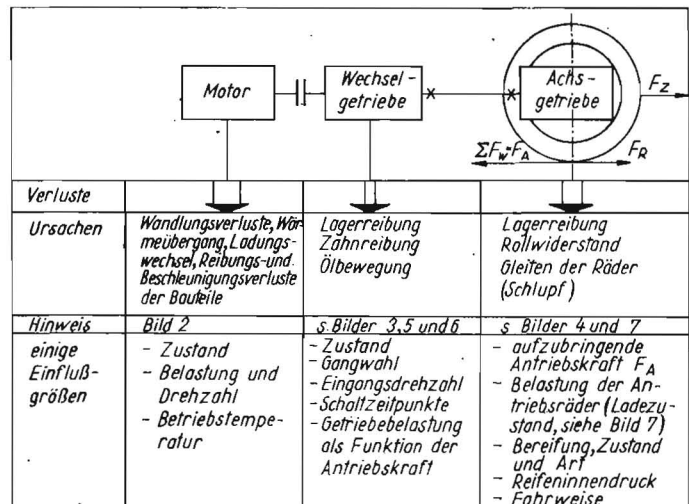 Motor
Wechsel-
getriebe
Achs-
getriebe
F_Z
ΣF_W=F_A
F_R
Verluste
Ursachen
Wandlungsverluste, Wär-
meübergang, Ladungs-
wechsel, Reibungs- und
Beschleunigungsverluste
der Bauteile
Lagerreibung
Zahnreibung
Ölbewegung
Lagerreibung
Rollwiderstand
Gleiten der Räder
(Schlupf)
Hinweis
Bild 2
s. Bilder 3,5 und 6
s Bilder 4 und 7
einige
Einfluß-
größen
- Zustand
- Belastung und
Drehzahl
- Betriebstempe-
ratur
- Zustand
- Gangwahl
- Eingangsdrehzahl
- Schaltzeitpunkte
- Getriebebelastung
als Funktion der
Antriebskraft
- aufzubringende
Antriebskraft F_A
- Belastung der An-
triebsräder (Ladezu-
stand, siehe Bild 7)
- Bereifung, Zustand
und Art
- Reifeninnendruck
- Fahrweise